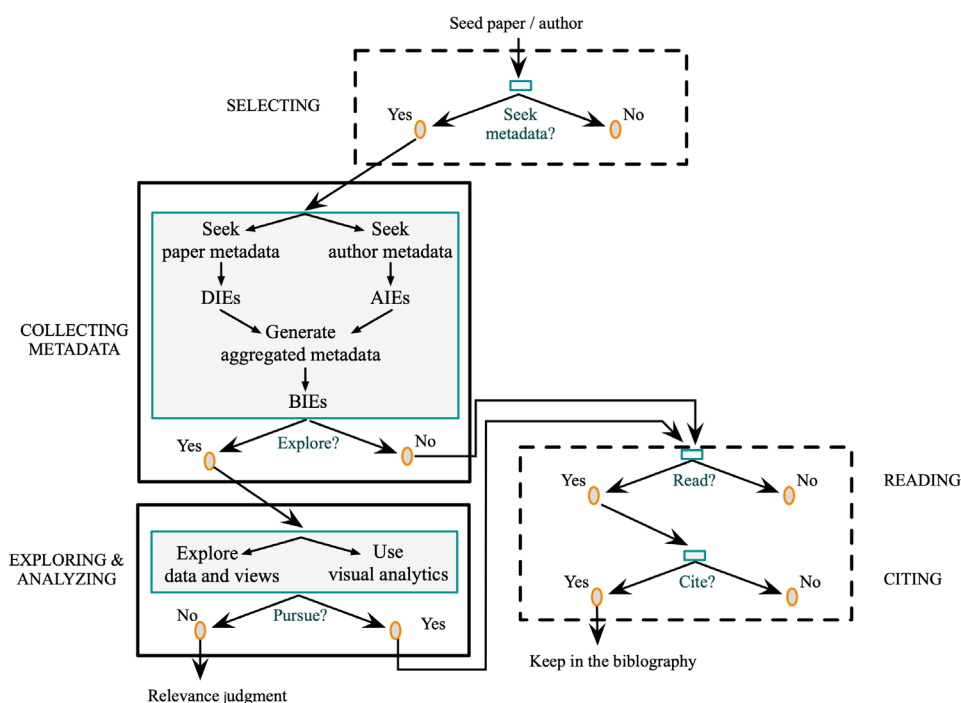 Seed paper / author
SELECTING
Yes
Seek
metadata?
No
COLLECTING
METADATA
Seek
paper metadata
Seek
author metadata
DIEs
AIEs
Generate
aggregated metadata
BIEs
Yes
Explore?
No
EXPLORING &
ANALYZING
Explore
data and views
Use
visual analytics
No
Pursue?
Yes
Relevance judgment
READING
Yes
Read?
No
CITING
Yes
Cite?
No
Keep in the biblography